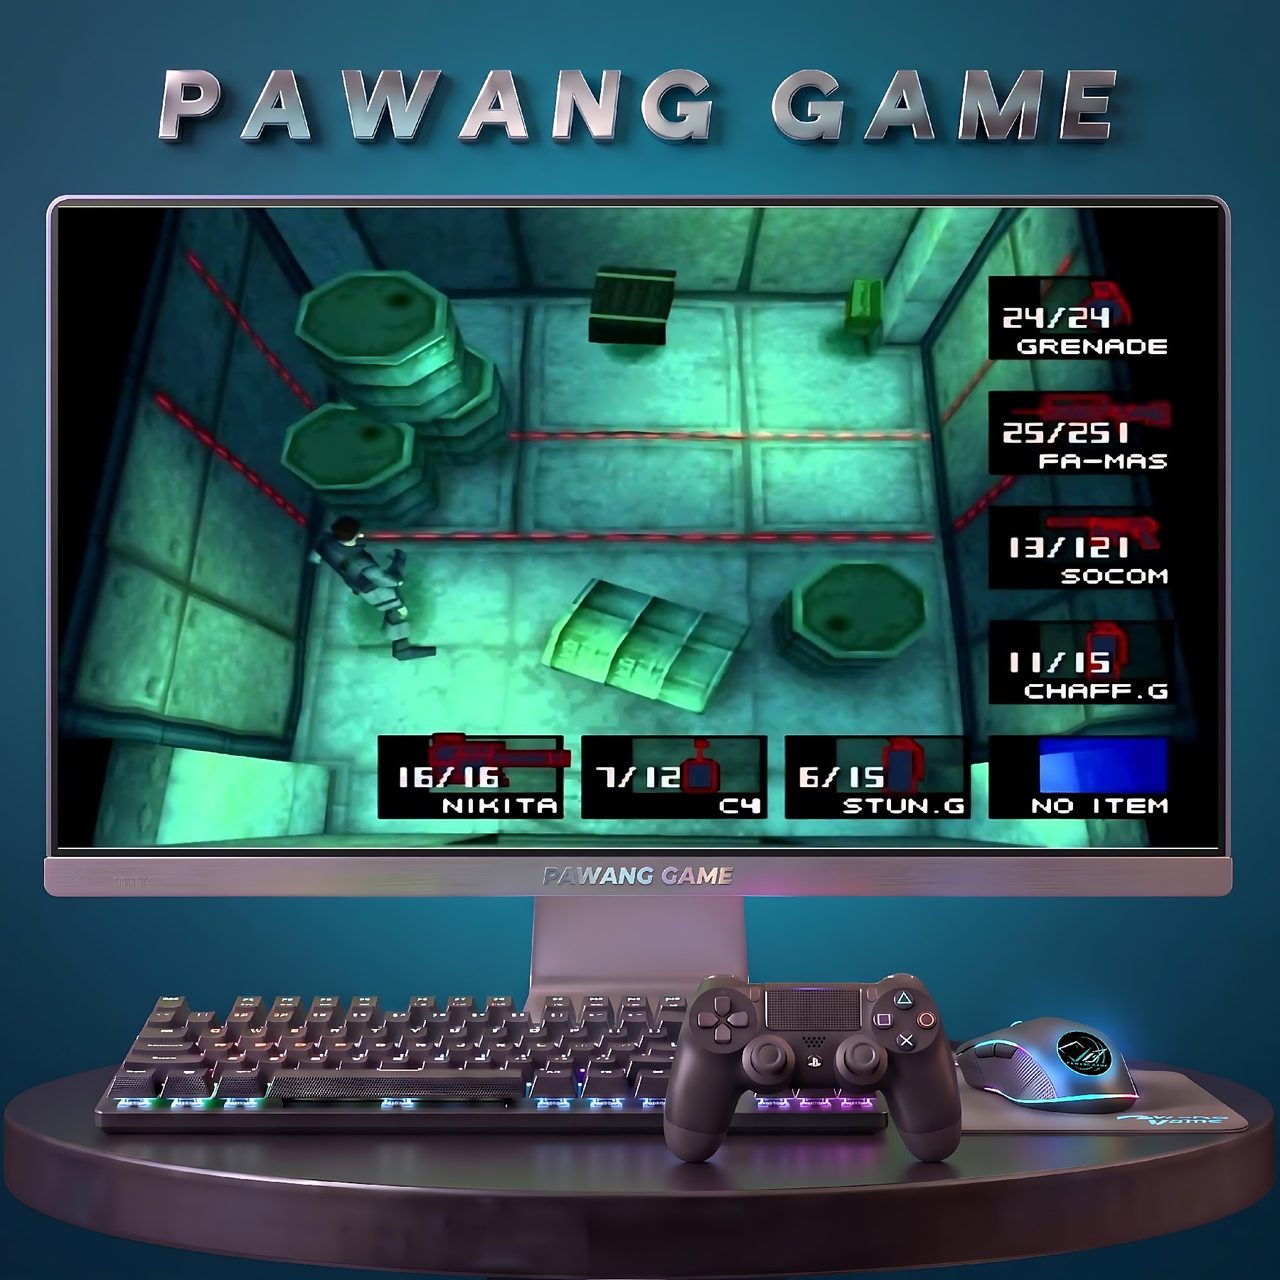 PAWANG GAME
24/24
GRENADE
25/251
FA-MAS
13/121
SOCOM
11/15
CHAFF.G
16/16
NIKITA
7/12
C4
6/15
STUN.G
NO ITEM
PAWANG GAME